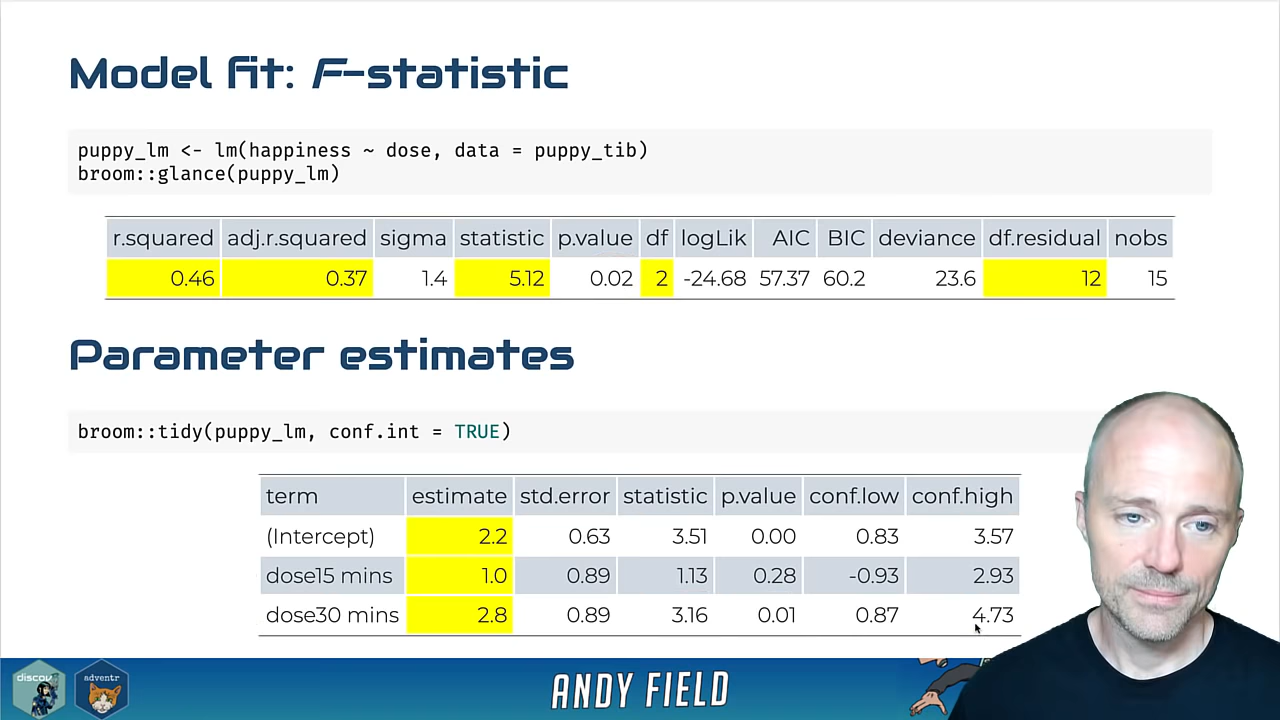 Model fit: F-statistic
puppy_lm <- lm(happiness ~ dose, data = puppy_tib)
broom::glance(puppy_lm)
r.squared adj.r.squared sigma statistic p.value df logLik AIC BIC deviance df.residual nobs
0.46 0.37 1.4 5.12 0.02 2 -24.68 57.37 60.2 23.6 12 15
Parameter estimates
broom::tidy(puppy_lm, conf.int = TRUE)
term estimate std.error statistic p.value conf.low conf.high
(Intercept) 2.2 0.63 3.51 0.00 0.83 3.57
dose15 mins 1.0 0.89 1.13 0.28 -0.93 2.93
dose30 mins 2.8 0.89 3.16 0.01 0.87 4.73
discov adventr
ANDY FIELD